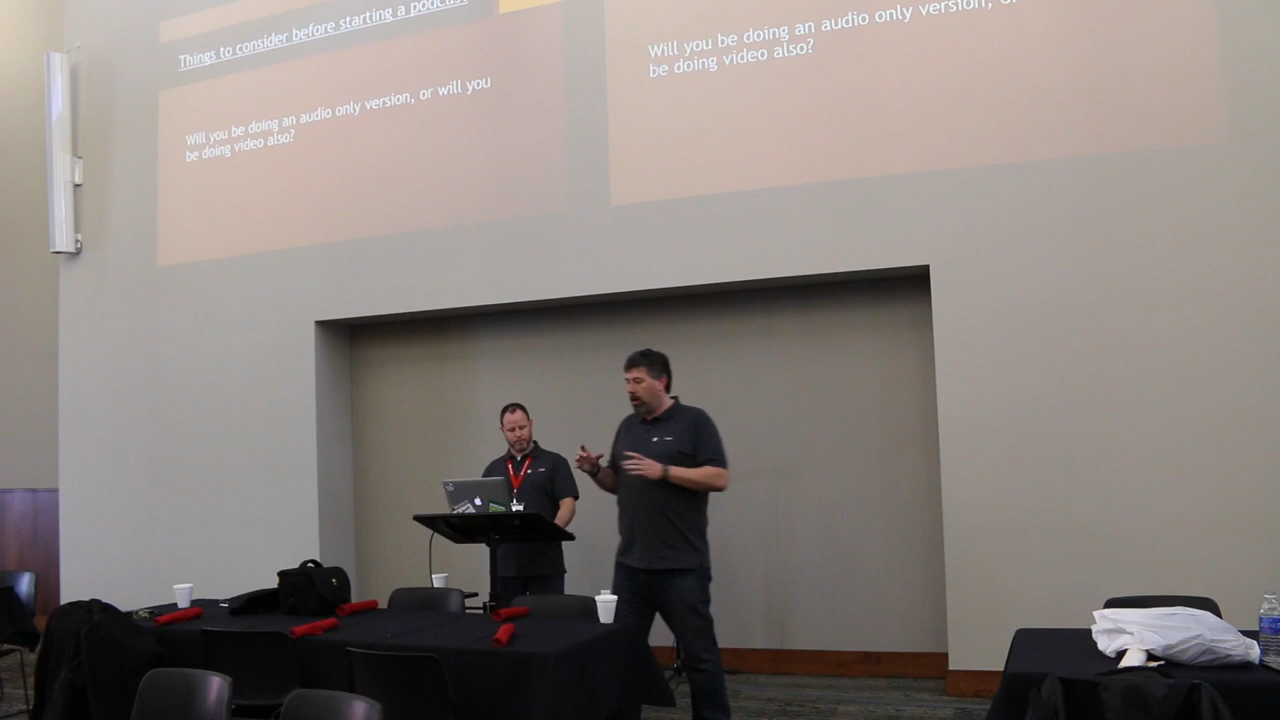 Things to consider before starting a podcast
Will you be doing an audio only version, or will you
be doing video also?
Will you be doing an audio only version,
be doing video also?